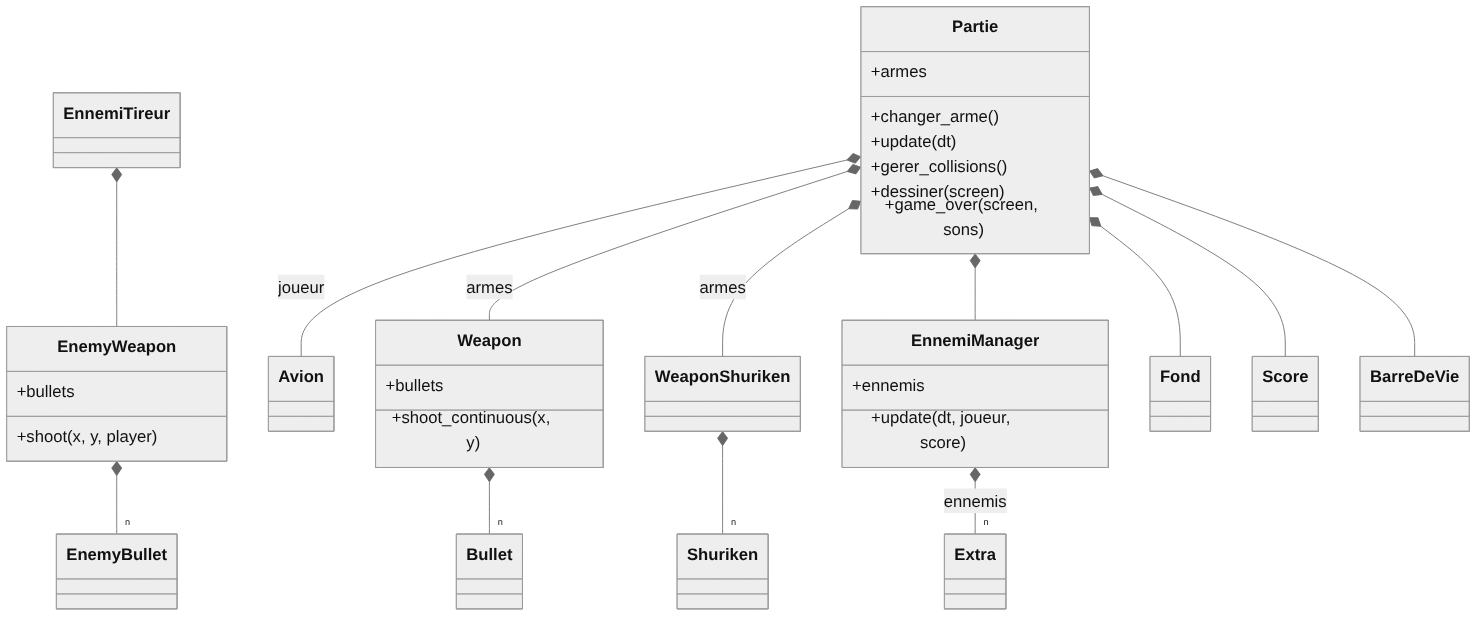 Partie
+armes
+changer_arme()
+update(dt)
+gerer_collisions()
+dessiner(screen)
+game_over(screen,
sons)
EnnemiTireur
joueur
armes
armes
EnemyWeapon
+bullets
+shoot(x, y, player)
Avion
Weapon
+bullets
+shoot_continuous(x,
y)
WeaponShuriken
EnnemiManager
+ennemis
+update(dt, joueur,
score)
Fond
Score
BarreDeVie
ennemis
n
n
n
n
EnemyBullet
Bullet
Shuriken
Extra